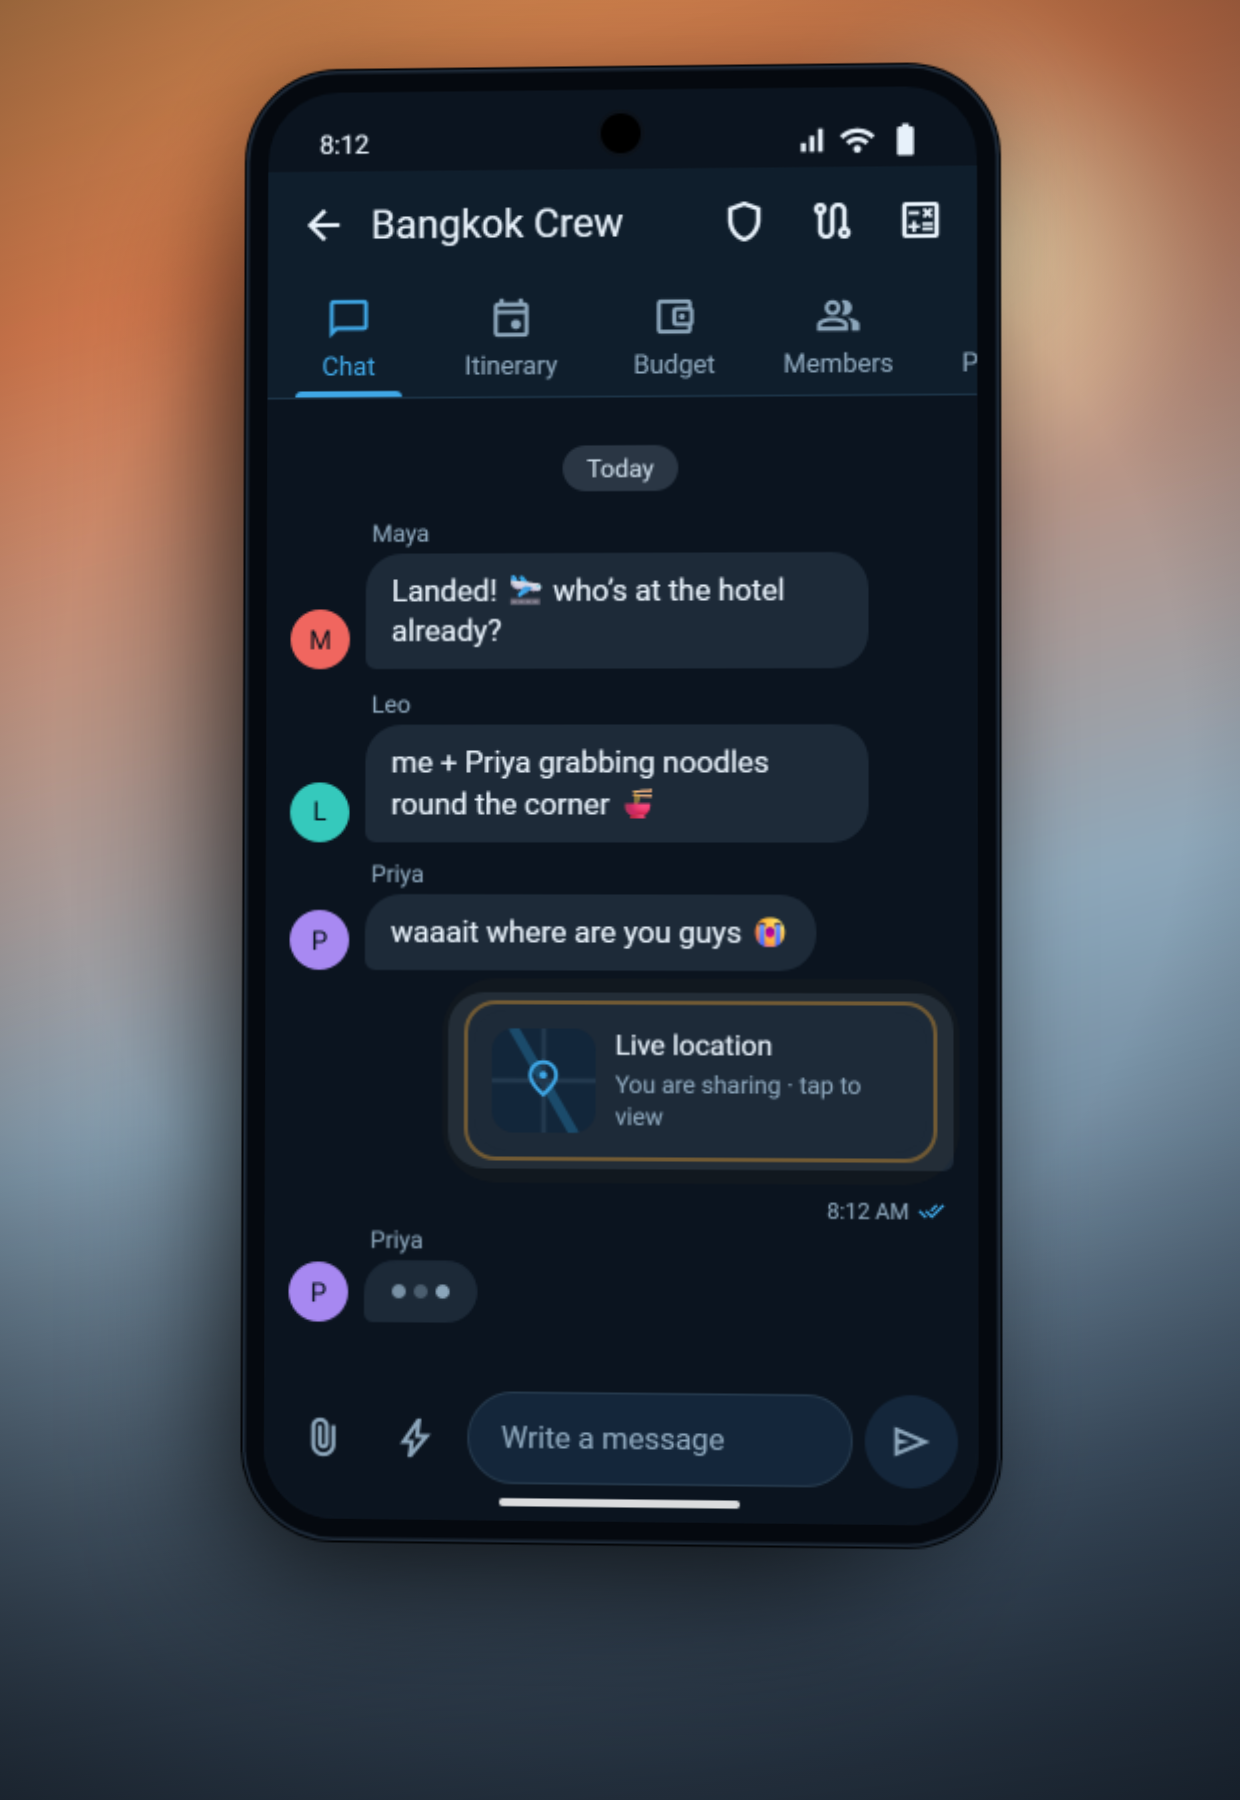 8:12
Bangkok Crew
Chat
Itinerary
Budget
Members
P
Today
Maya
Landed! 🛬 who's at the hotel
already?
M
Leo
me + Priya grabbing noodles
round the corner 🍜
L
Priya
waaait where are you guys 😭
P
Live location
You are sharing · tap to
view
8:12 AM
Priya
P
Write a message